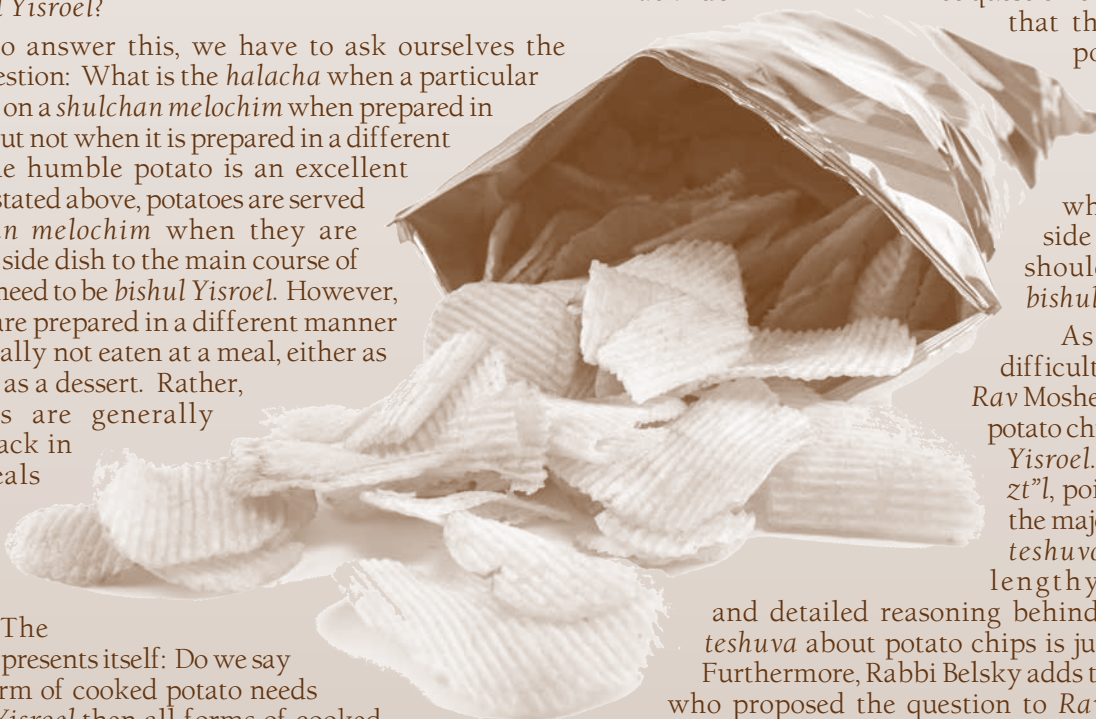 Yisroel?
o answer this, we have to ask ourselves the
estion: What is the halacha when a particular
on a shulchan melochim when prepared in
ut not when it is prepared in a different
e humble potato is an excellent
stated above, potatoes are served
n melochim when they are
side dish to the main course of
need to be bishul Yisroel. However,
are prepared in a different manner
ally not eaten at a meal, either as
as a dessert. Rather,
s are generally
ack in
eals
The
presents itself: Do we say
rm of cooked potato needs
Yisroel then all forms of cooked
that th
po
wh
side
should
bishul
As
difficult
Rav Moshe
potato ch
Yisroel.
zt”l, poi
the maj
teshuva
lengthy
and detailed reasoning behind
teshuva about potato chips is ju
Furthermore, Rabbi Belsky adds t
who proposed the question to Rav